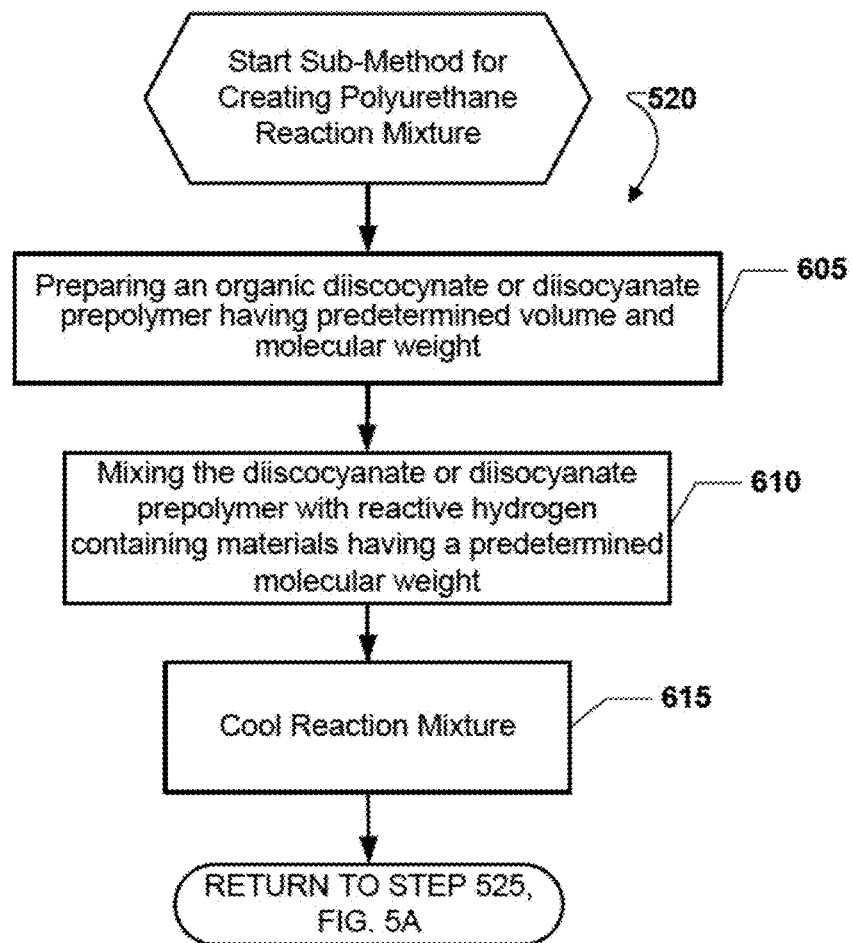 Start Sub-Method for
Creating Polyurethane
Reaction Mixture
520
Preparing an organic diiscocynate or diisocyanate
prepolymer having predetermined volume and
molecular weight
605
Mixing the diiscocyanate or diisocyanate
prepolymer with reactive hydrogen
containing materials having a predetermined
molecular weight
610
Cool Reaction Mixture
615
RETURN TO STEP 525,
FIG. 5A